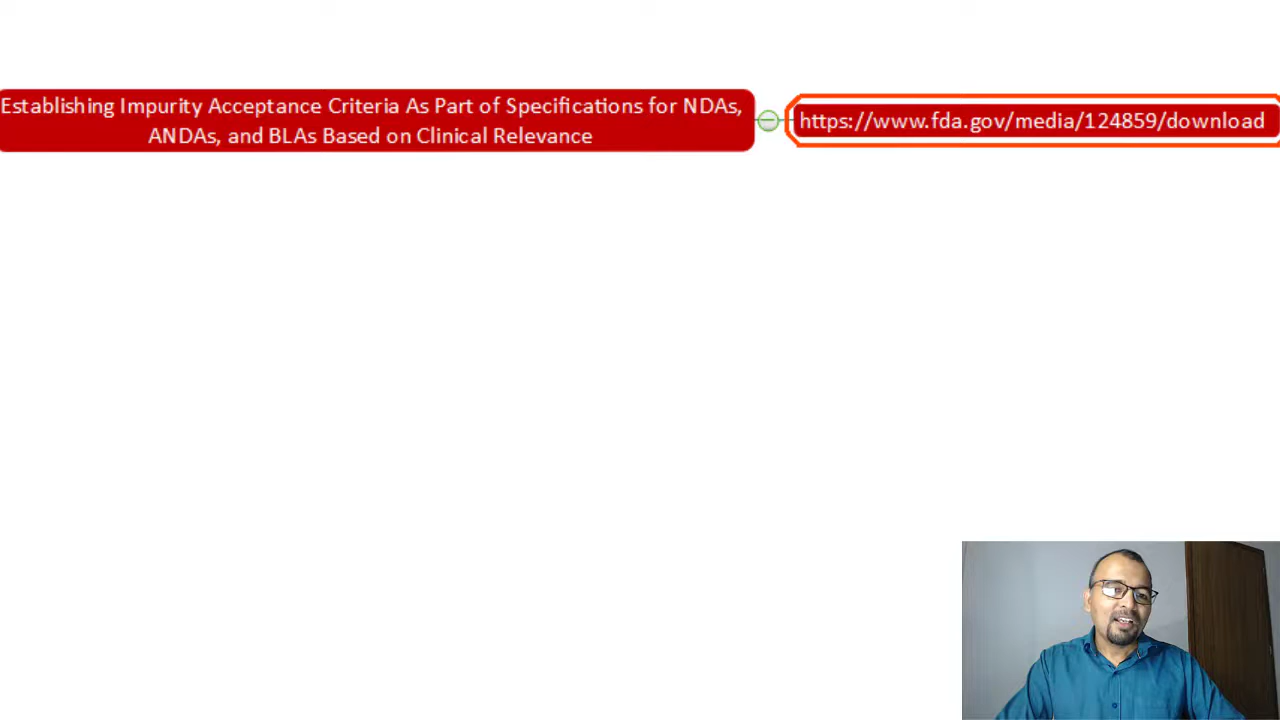 Establishing Impurity Acceptance Criteria As Part of Specifications for NDAs,
ANDAs, and BLAs Based on Clinical Relevance
https://www.fda.gov/media/124859/download